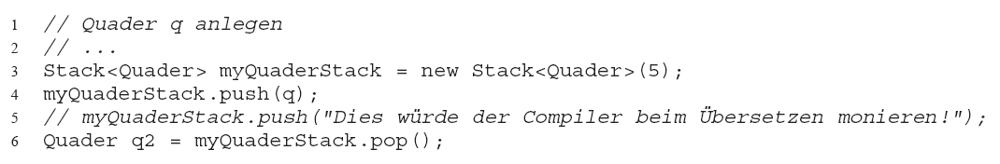 1 // Quader q anlegen
2 // ...
3 Stack<Quader> myQuaderStack = new Stack<Quader>(5);
4 myQuaderStack.push(q);
5 // myQuaderStack.push("Dies würde der Compiler beim Übersetzen monieren!");
6 Quader q2 = myQuaderStack.pop();